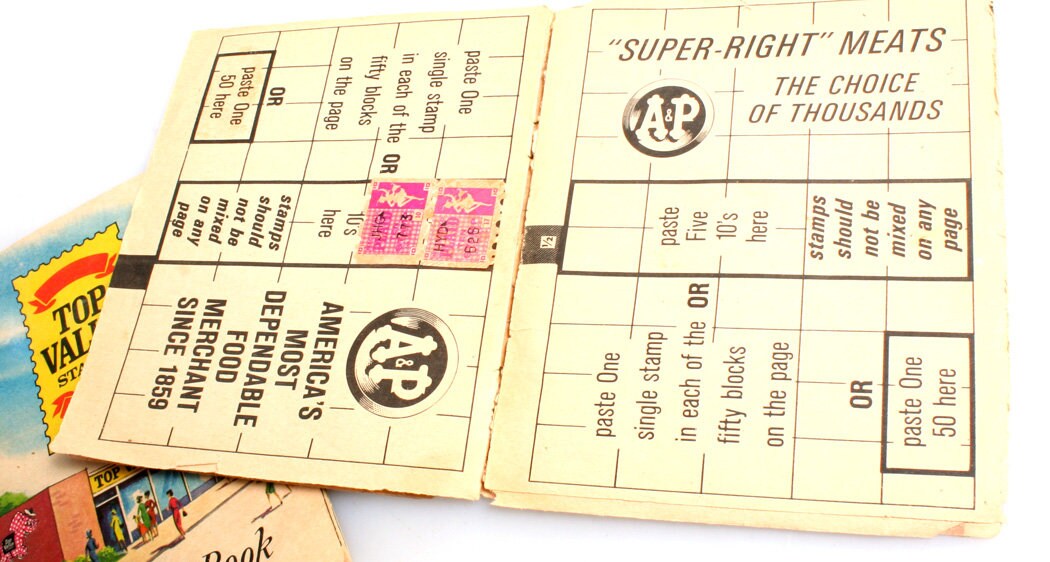 paste One
single stamp
in each of the
fifty blocks
on the page
OR
OR
paste One
50 here
10's
here
stamps
should
not be
mixed
on any
page
A&P
AMERICA'S
MOST
DEPENDABLE
FOOD
MERCHANT
SINCE 1859
"SUPER-RIGHT" MEATS
THE CHOICE
OF THOUSANDS
A&P
1/2
paste
Five
10's
here
stamps
should
not be
mixed
on any
page
paste One
single stamp
in each of the
fifty blocks
on the page
OR
OR
paste One
50 here
TOP
TOP
Book